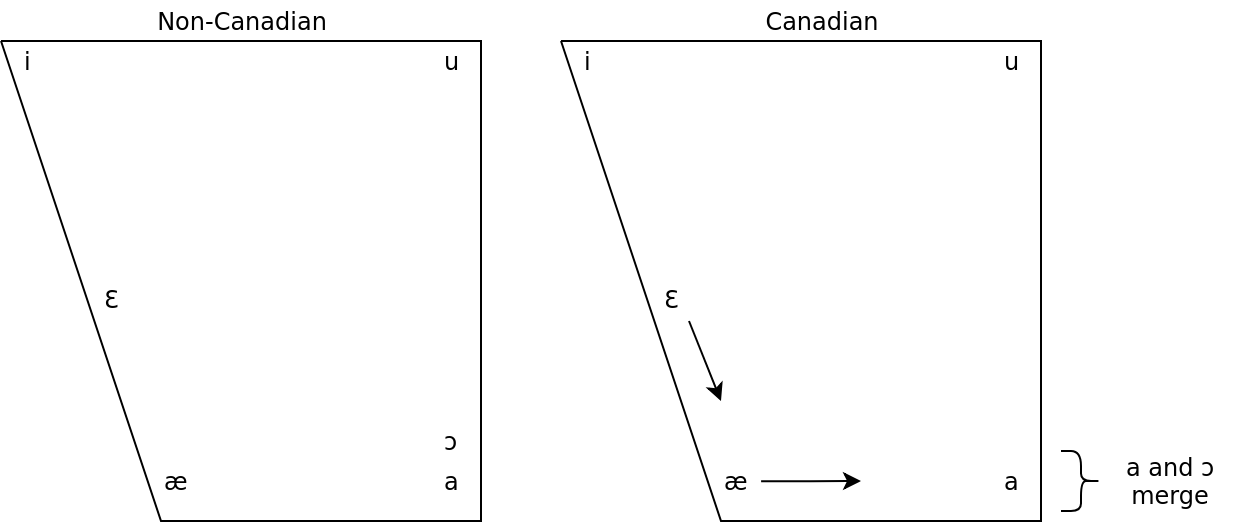 Non-Canadian
i u
ɛ
ɔ
æ a
Canadian
i u
ɛ
æ a
a and ɔ
merge